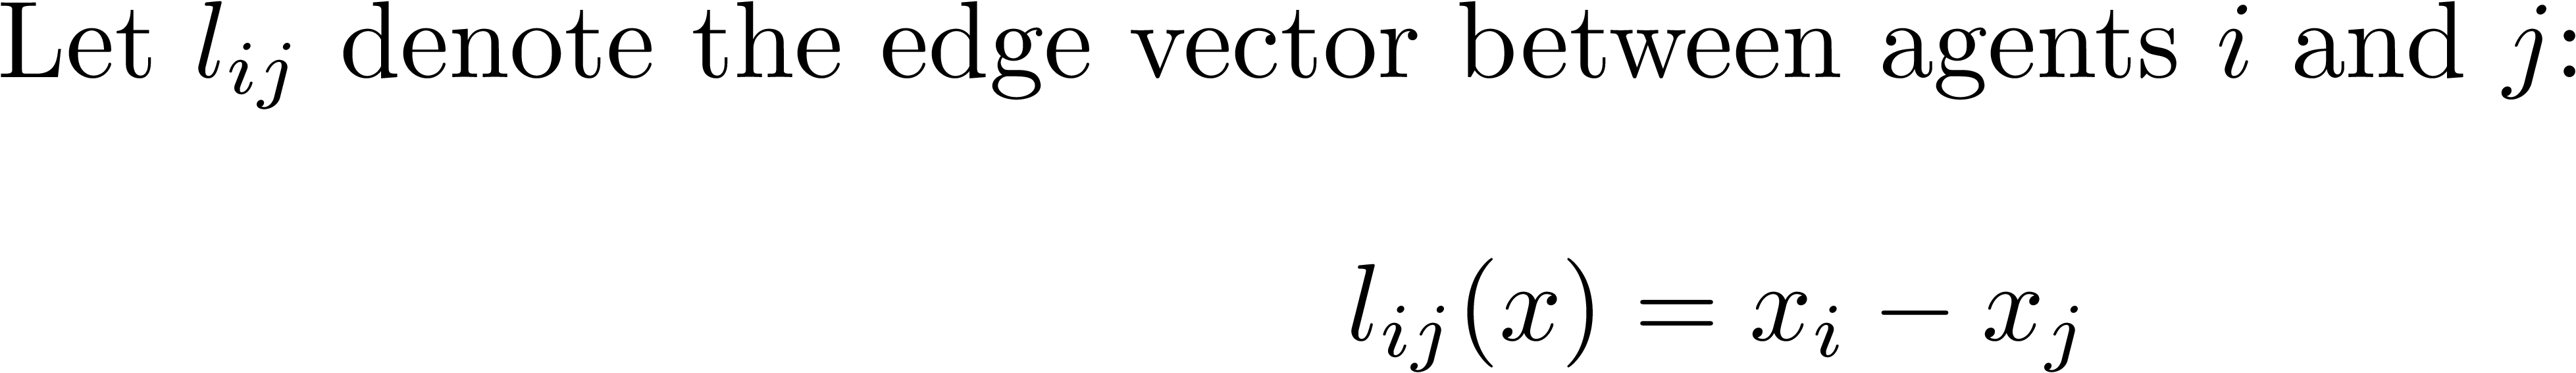 Let $l_{ij}$ denote the edge vector between agents $i$ and $j$:
$l_{ij}(x) = x_i - x_j$